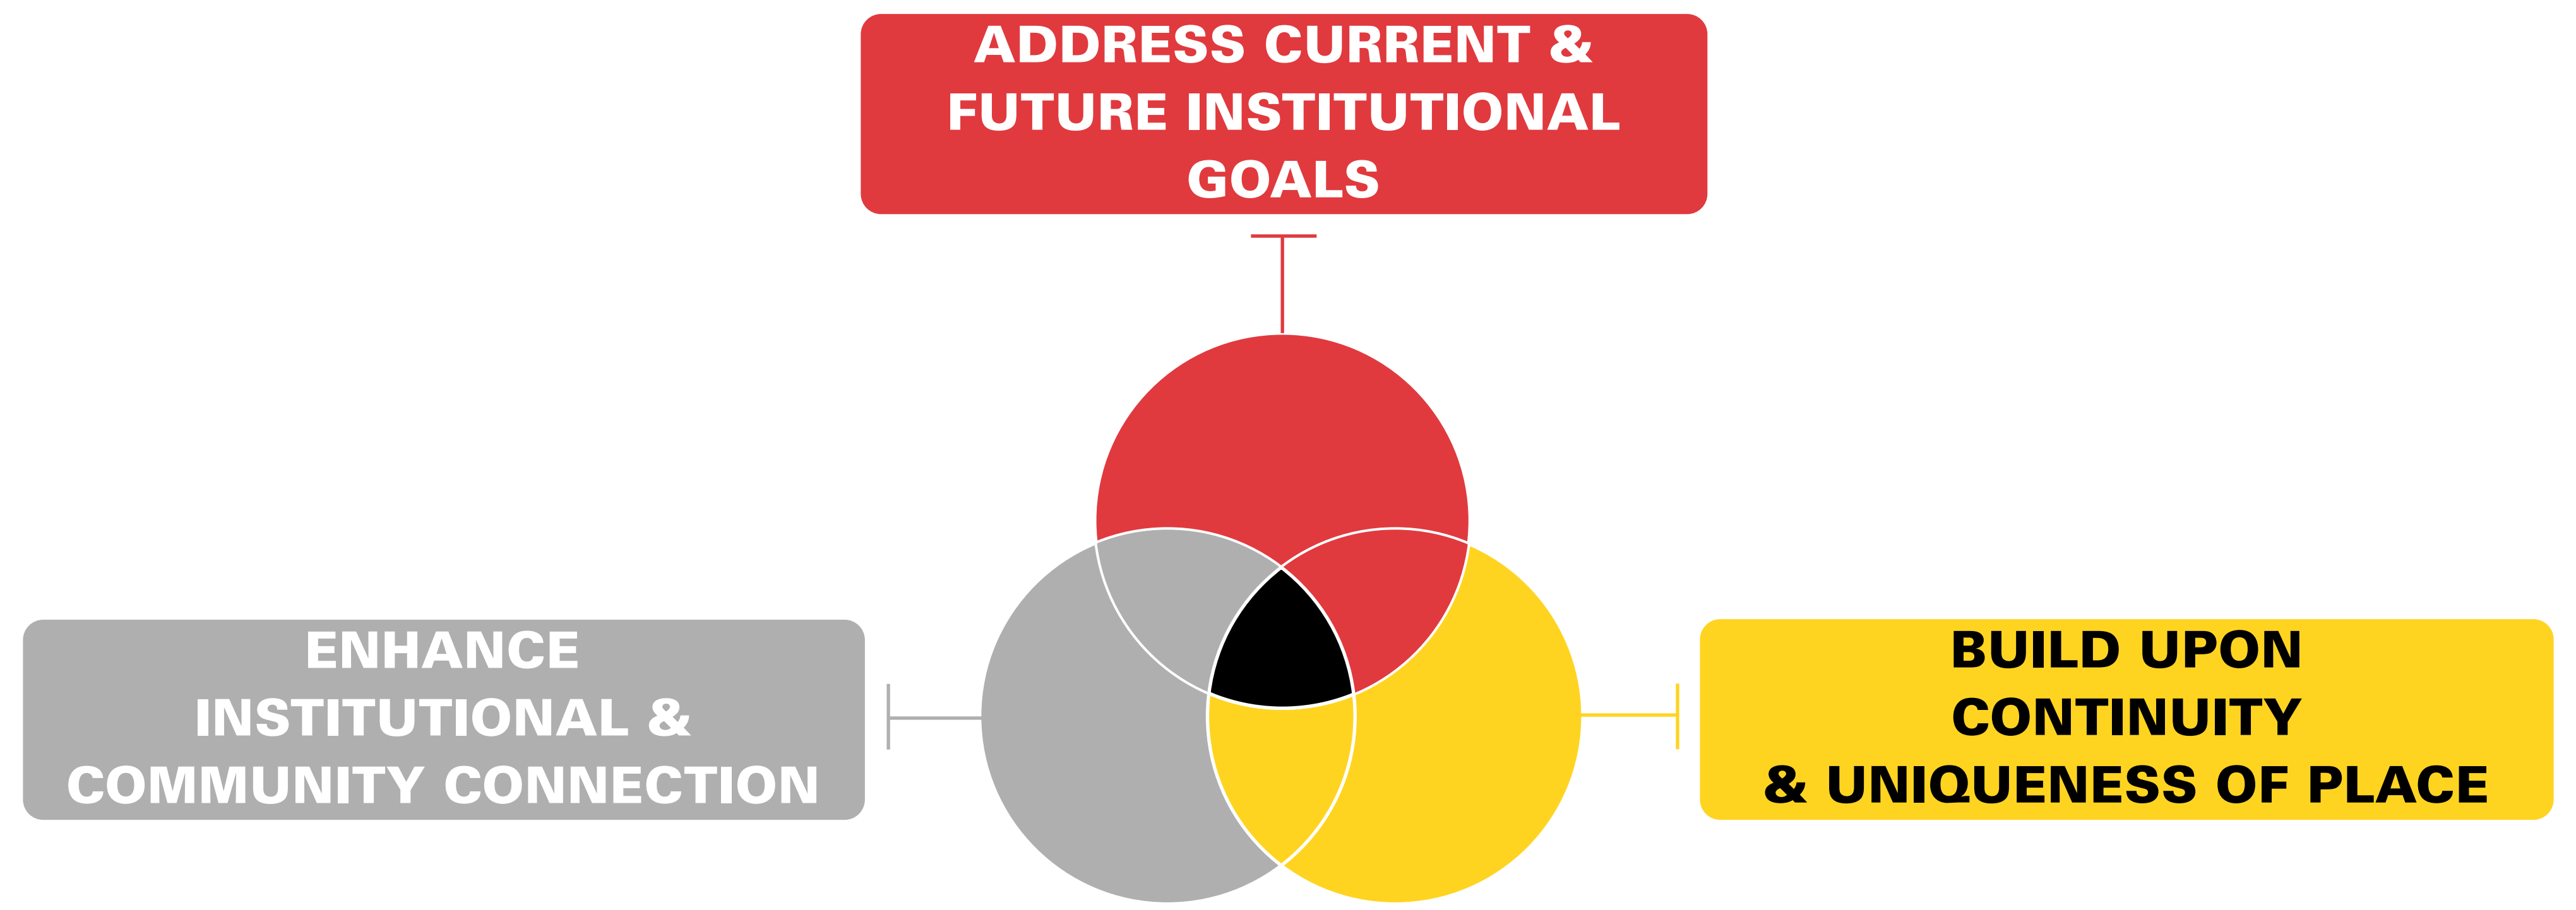 ADDRESS CURRENT &
FUTURE INSTITUTIONAL
GOALS
ENHANCE
INSTITUTIONAL &
COMMUNITY CONNECTION
BUILD UPON
CONTINUITY
& UNIQUENESS OF PLACE